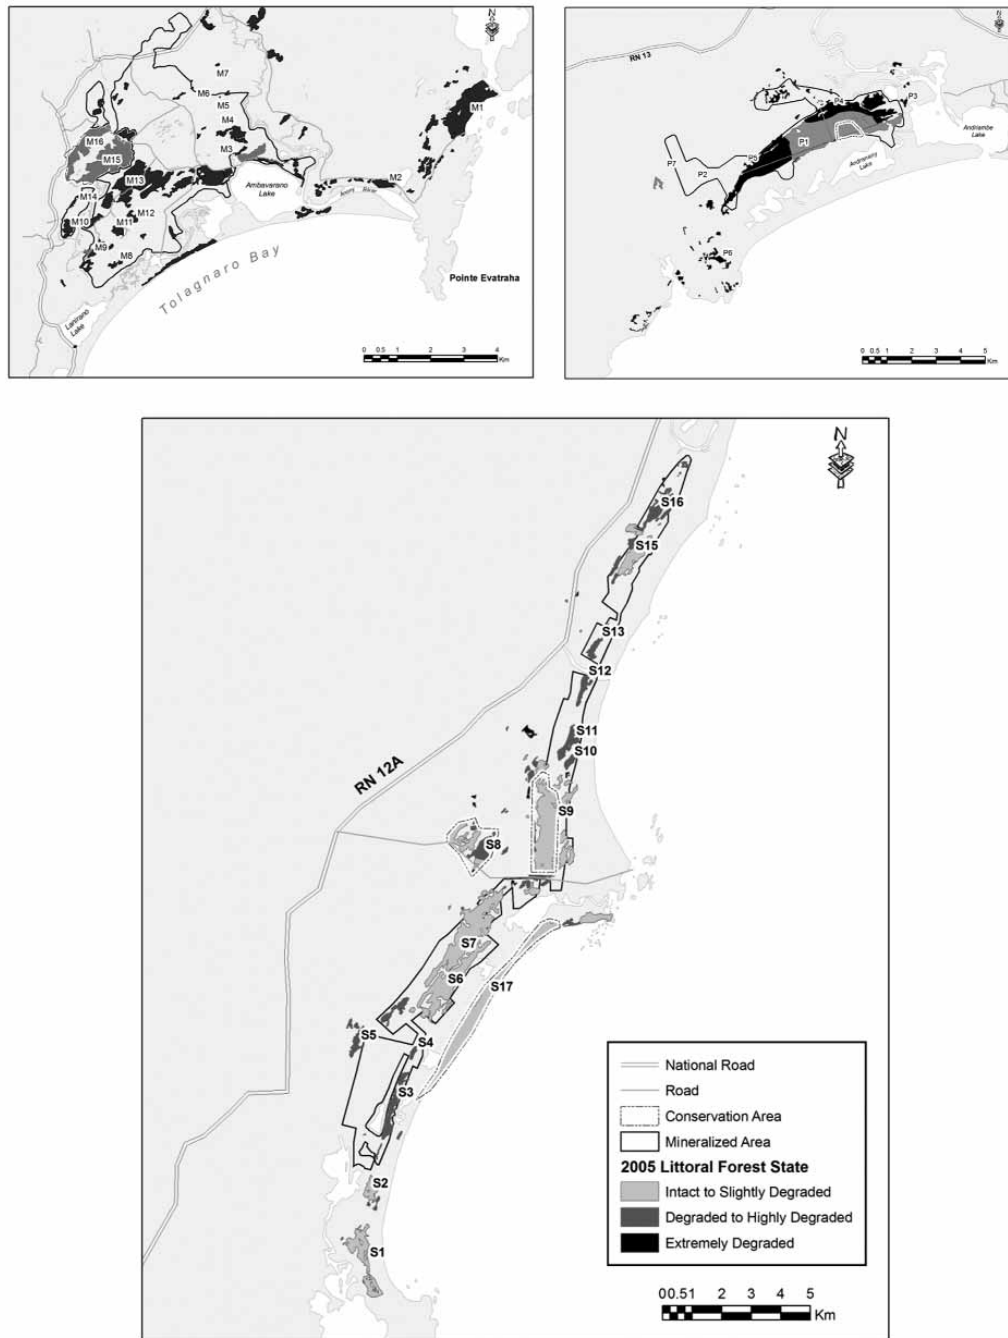 N
M7
M6
M5
M4
M3
M1
M16
M15
M13
M14
M12
M10
M11
M9
M8
M2
Ambavarano
Lake
Lanirano
Lake
Tolagnaro Bay
Pointe Evatraha
0 0.5 1 2 3 4
Km
N
RN 13
P4
P3
P1
P5
P7
P2
P6
Andriambe
Lake
Lake
0 0.5 1 2 3 4 5
Km
N
S16
S15
S13
S12
S11
S10
RN 12A
S9
S8
S7
S6
S17
S5
S4
S3
S2
S1
National Road
Road
Conservation Area
Mineralized Area
2005 Littoral Forest State
Intact to Slightly Degraded
Degraded to Highly Degraded
Extremely Degraded
0 0.5 1 2 3 4 5
Km